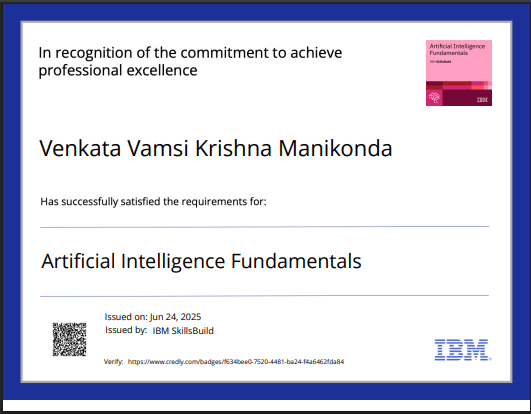 In recognition of the commitment to achieve
professional excellence
Artificial Intelligence
Fundamentals
IBM SkillsBuild
IBM
Venkata Vamsi Krishna Manikonda
Has successfully satisfied the requirements for:
Artificial Intelligence Fundamentals
Issued on: Jun 24, 2025
Issued by: IBM SkillsBuild
Verify: https://www.credly.com/badges/f634bee0-7520-4481-ba24-f4a6462fda84
IBM